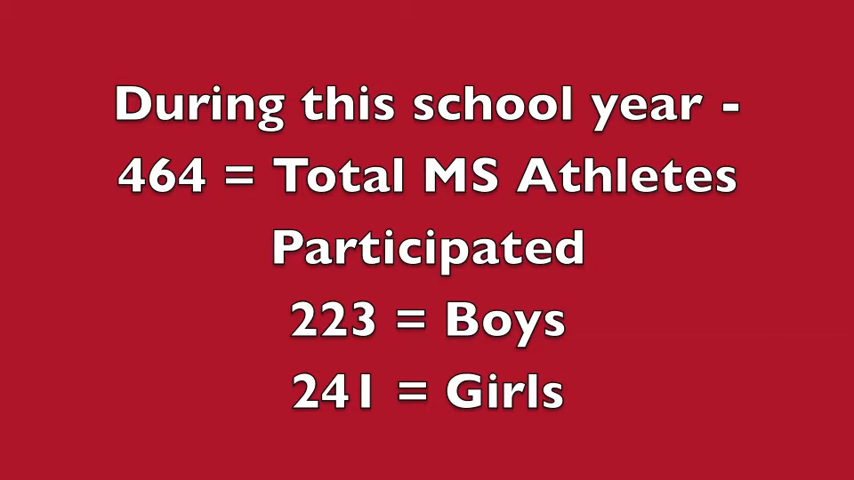 During this school year -
464 = Total MS Athletes
Participated
223 = Boys
241 = Girls